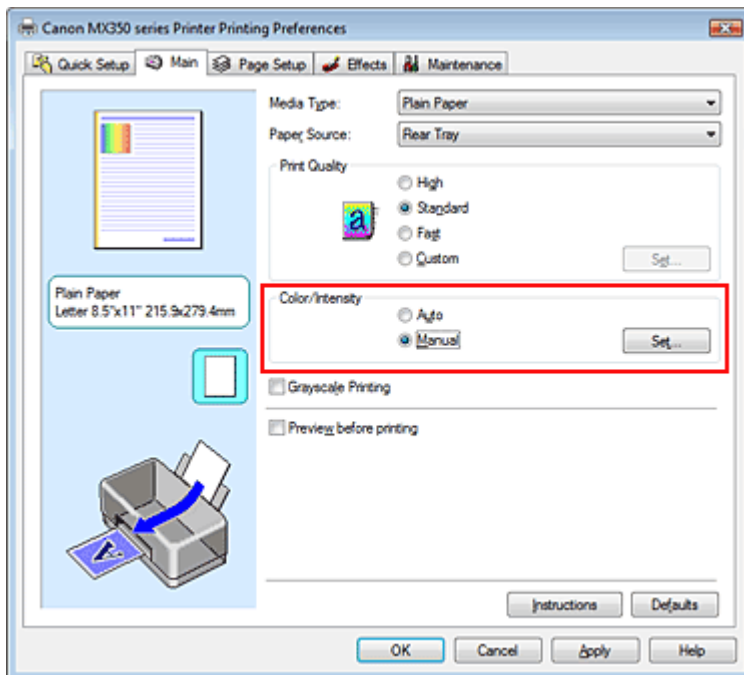 Canon MX350 series Printer Printing Preferences
Quick Setup
Main
Page Setup
Effects
Maintenance
Media Type:
Plain Paper
Paper Source:
Rear Tray
Print Quality
High
Standard
Fast
Custom
Set...
a
Plain Paper
Letter 8.5"x11" 215.9x279.4mm
Color/Intensity
Auto
Manual
Set...
Grayscale Printing
Preview before printing
A
Instructions
Defaults
OK
Cancel
Apply
Help